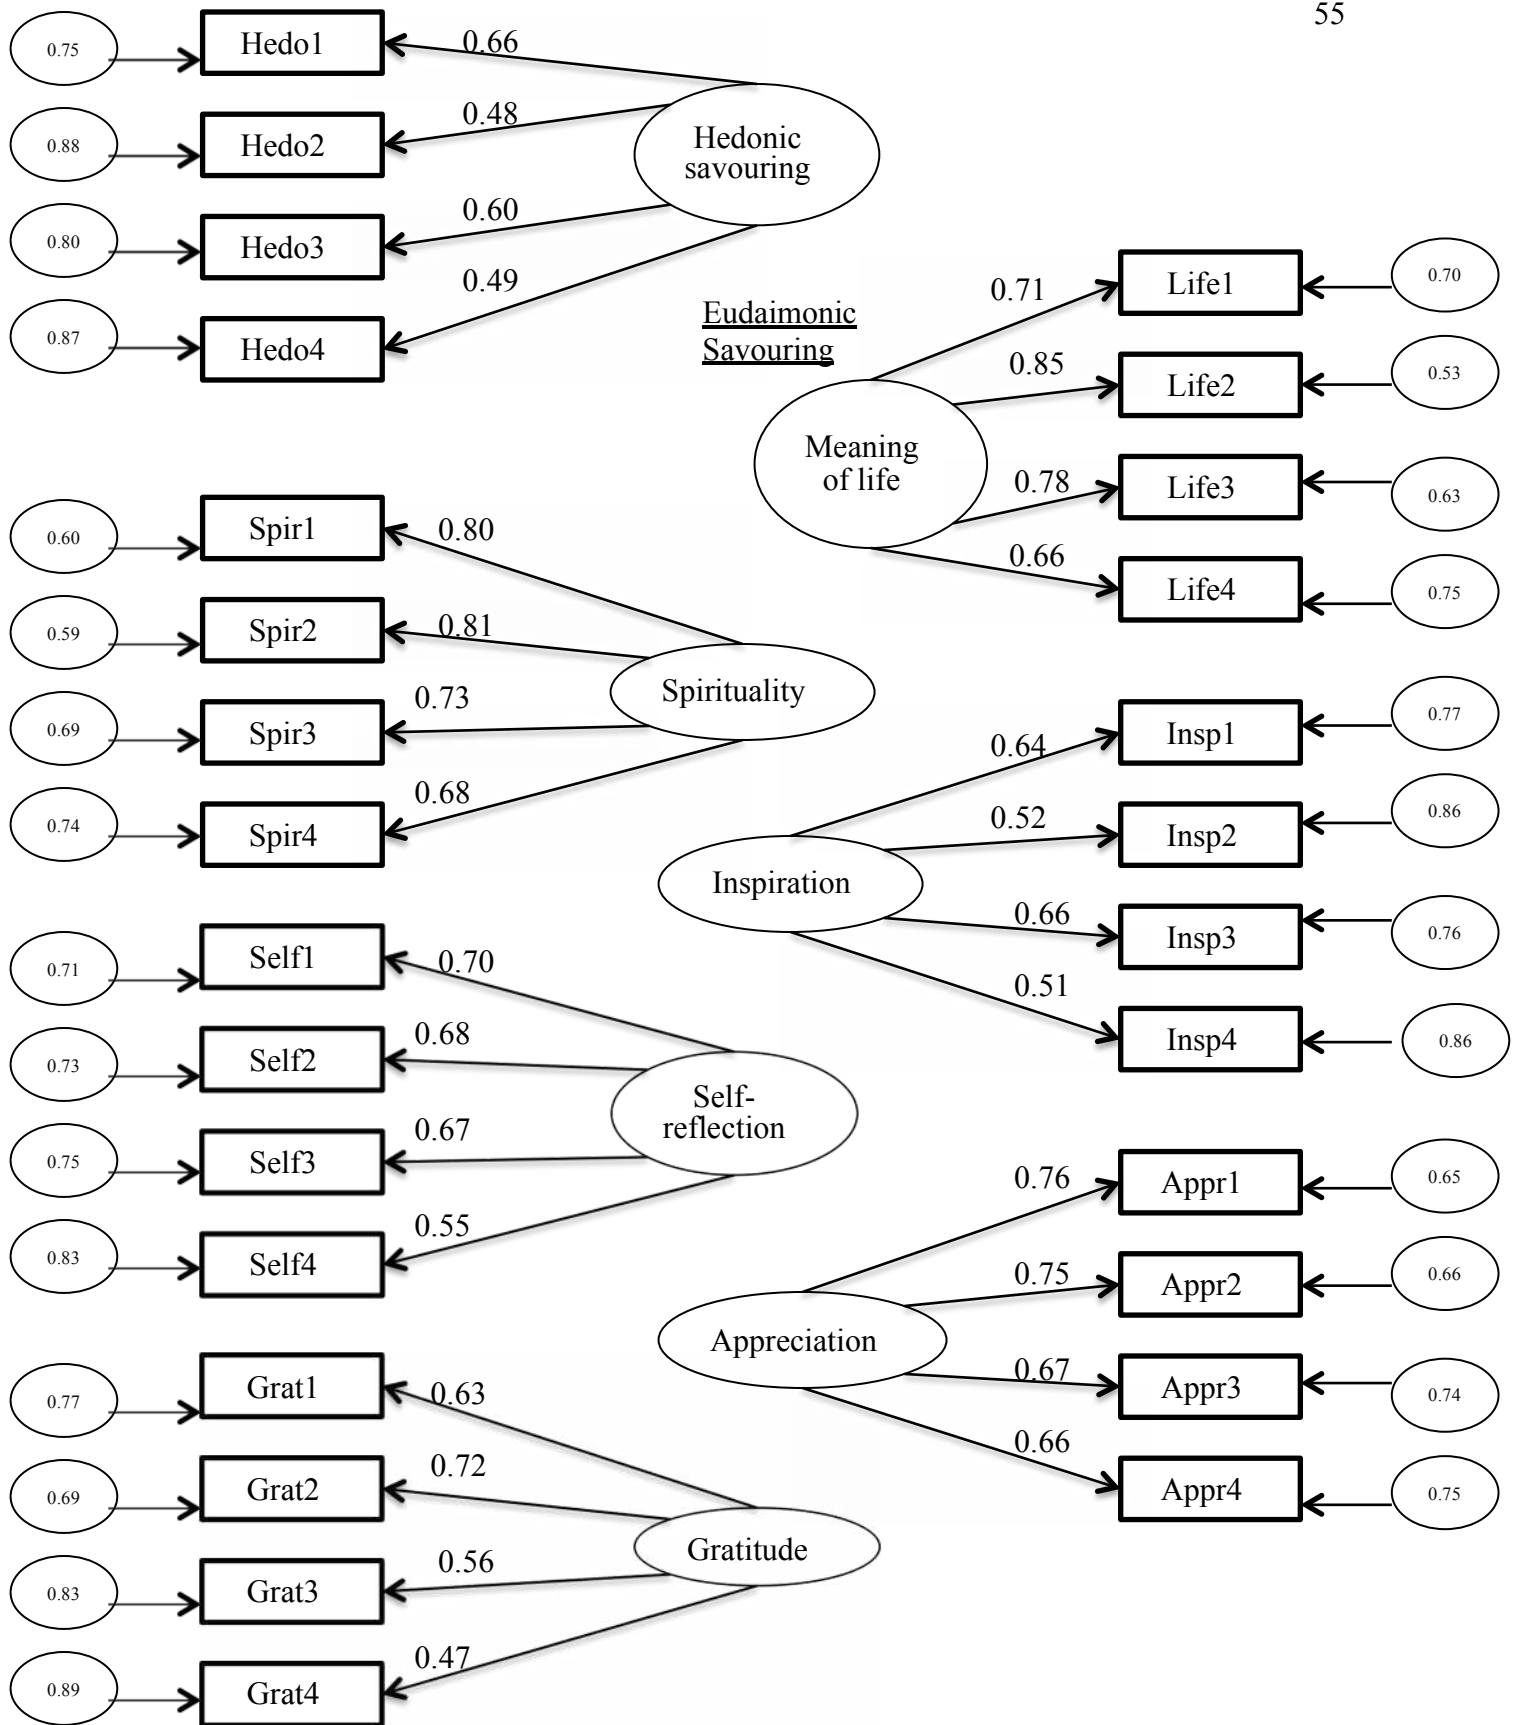 55
0.75
Hedo1
0.66
0.88
Hedo2
0.48
0.80
Hedo3
0.60
0.87
Hedo4
0.49
Hedonic
savouring
Eudaimonic
Savouring
Meaning
of life
0.71
Life1
0.70
0.85
Life2
0.53
0.78
Life3
0.63
0.66
Life4
0.75
0.60
Spir1
0.80
0.59
Spir2
0.81
0.69
Spir3
0.73
0.74
Spir4
0.68
Spirituality
Inspiration
0.64
Insp1
0.77
0.52
Insp2
0.86
0.66
Insp3
0.76
0.51
Insp4
0.86
0.71
Self1
0.70
0.73
Self2
0.68
0.75
Self3
0.67
0.83
Self4
0.55
Self-
reflection
Appreciation
0.76
Appr1
0.65
0.75
Appr2
0.66
0.67
Appr3
0.74
0.66
Appr4
0.75
0.77
Grat1
0.63
0.69
Grat2
0.72
0.83
Grat3
0.56
0.89
Grat4
0.47
Gratitude